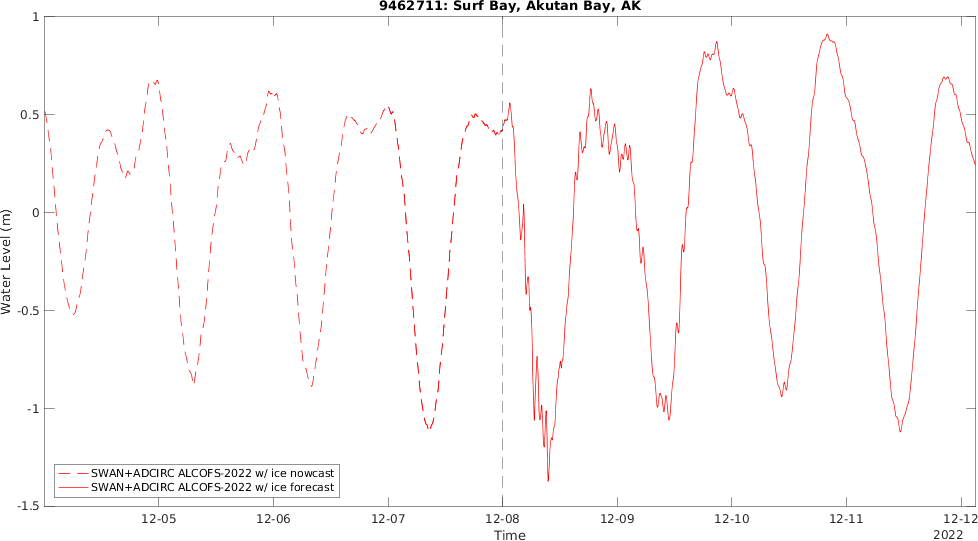 9462711: Surf Bay, Akutan Bay, AK
Water Level (m)
1
0.5
0
-0.5
-1
-1.5
SWAN+ADCIRC ALCOFS-2022 w/ ice nowcast
SWAN+ADCIRC ALCOFS-2022 w/ ice forecast
12-05 12-06 12-07 12-08 12-09 12-10 12-11 12-12
Time 2022